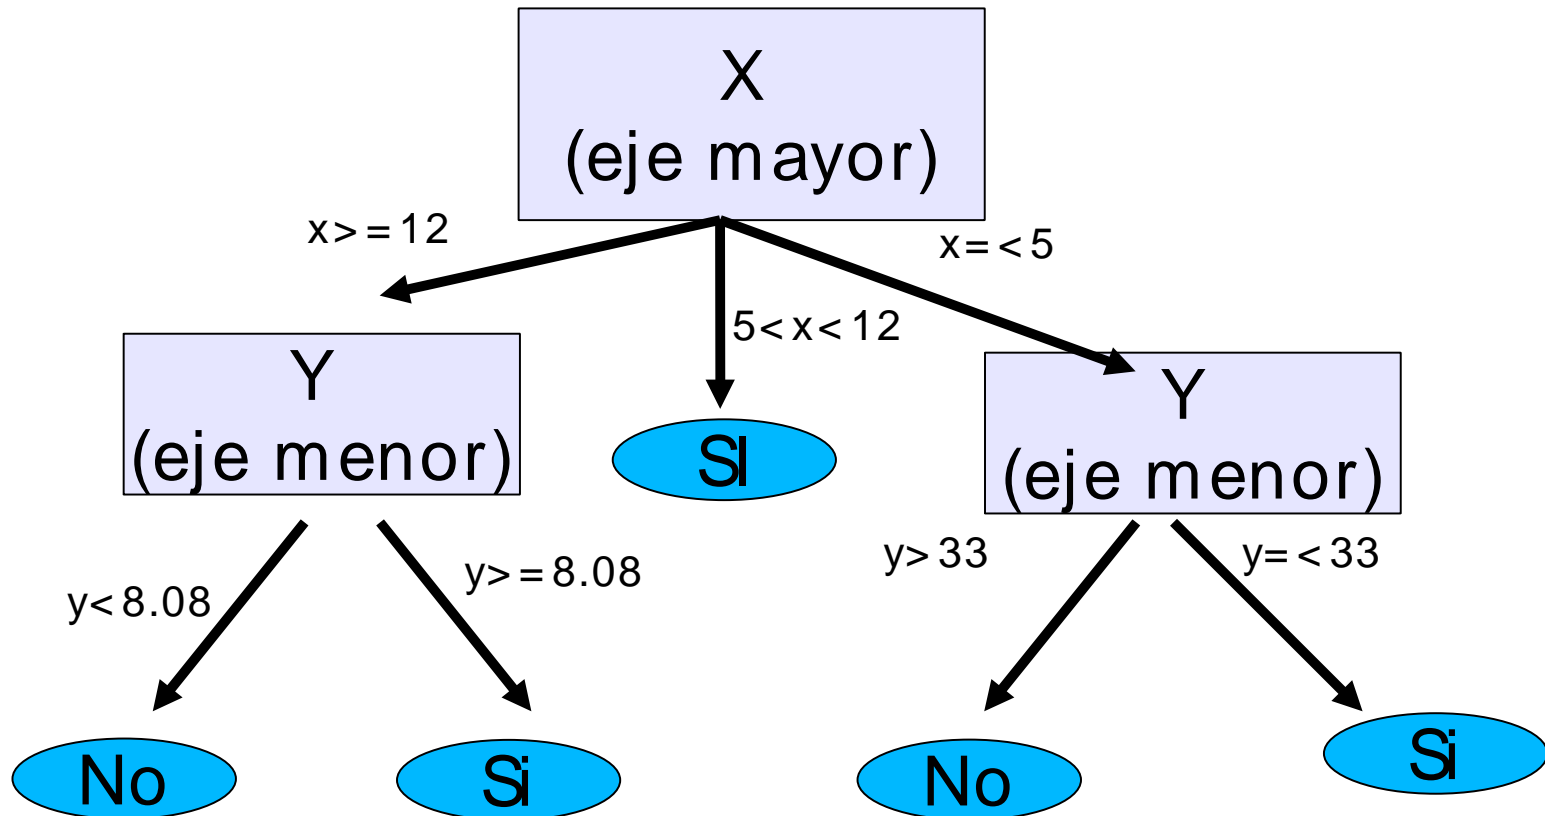 X
(eje mayor)
x>=12
x=<5
5<x<12
Y
(eje menor)
SI
Y
(eje menor)
y<8.08
y>=8.08
y>33
y=<33
No
Si
No
Si